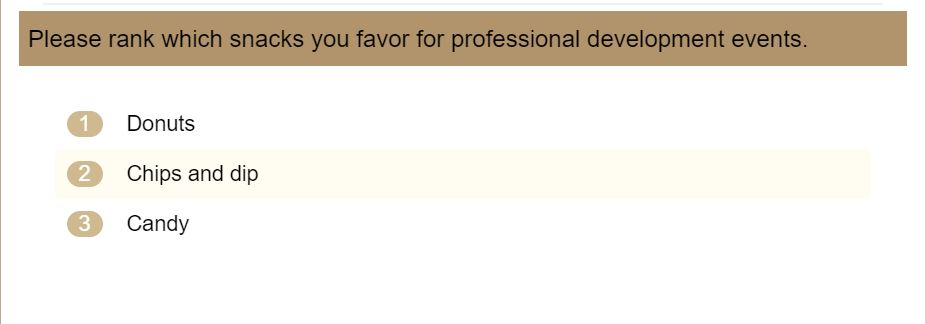 Please rank which snacks you favor for professional development events.
1 Donuts
2 Chips and dip
3 Candy